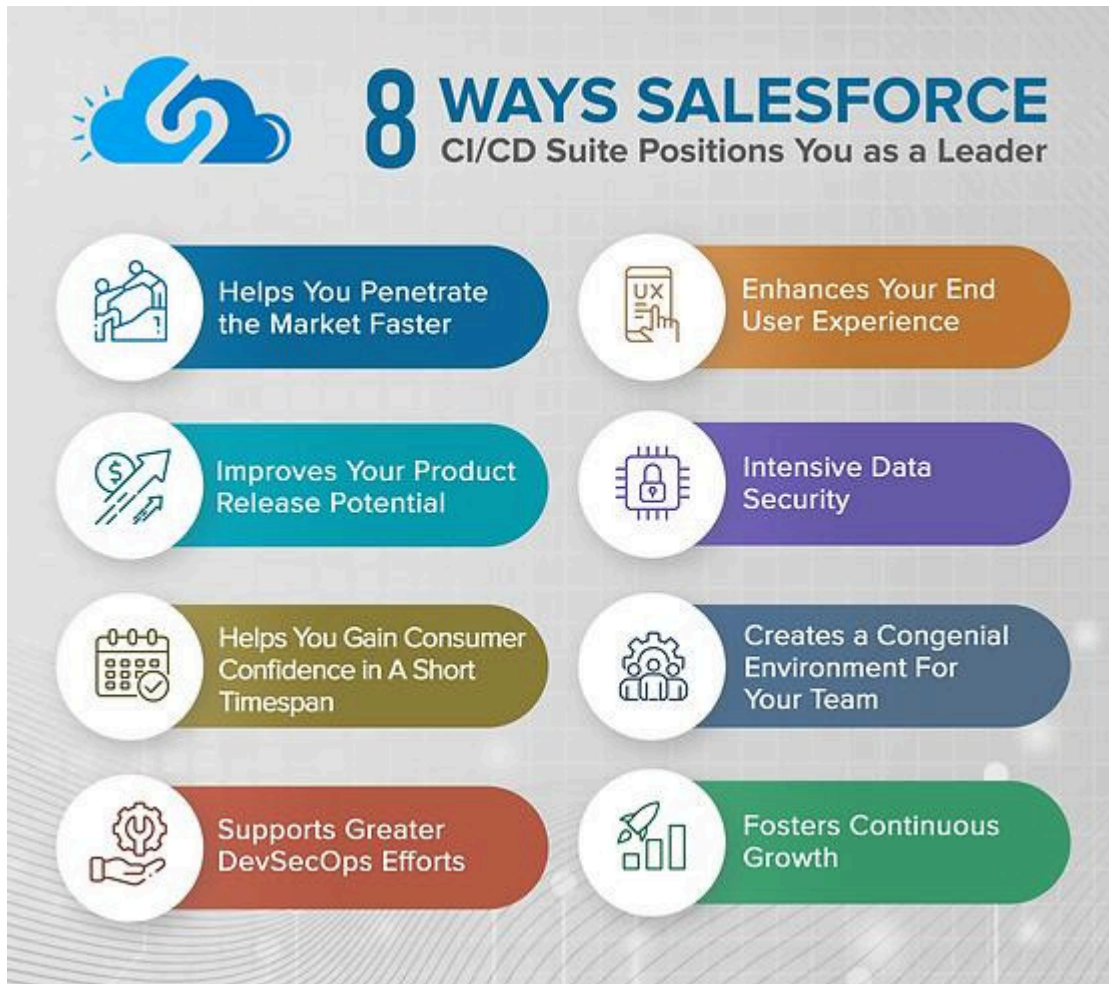 8 WAYS SALESFORCE
CI/CD Suite Positions You as a Leader
Helps You Penetrate
the Market Faster
Enhances Your End
User Experience
UX
Improves Your Product
Release Potential
$
Intensive Data
Security
Helps You Gain Consumer
Confidence in A Short
Timespan
Creates a Congenial
Environment For
Your Team
Supports Greater
DevSecOps Efforts
Fosters Continuous
Growth